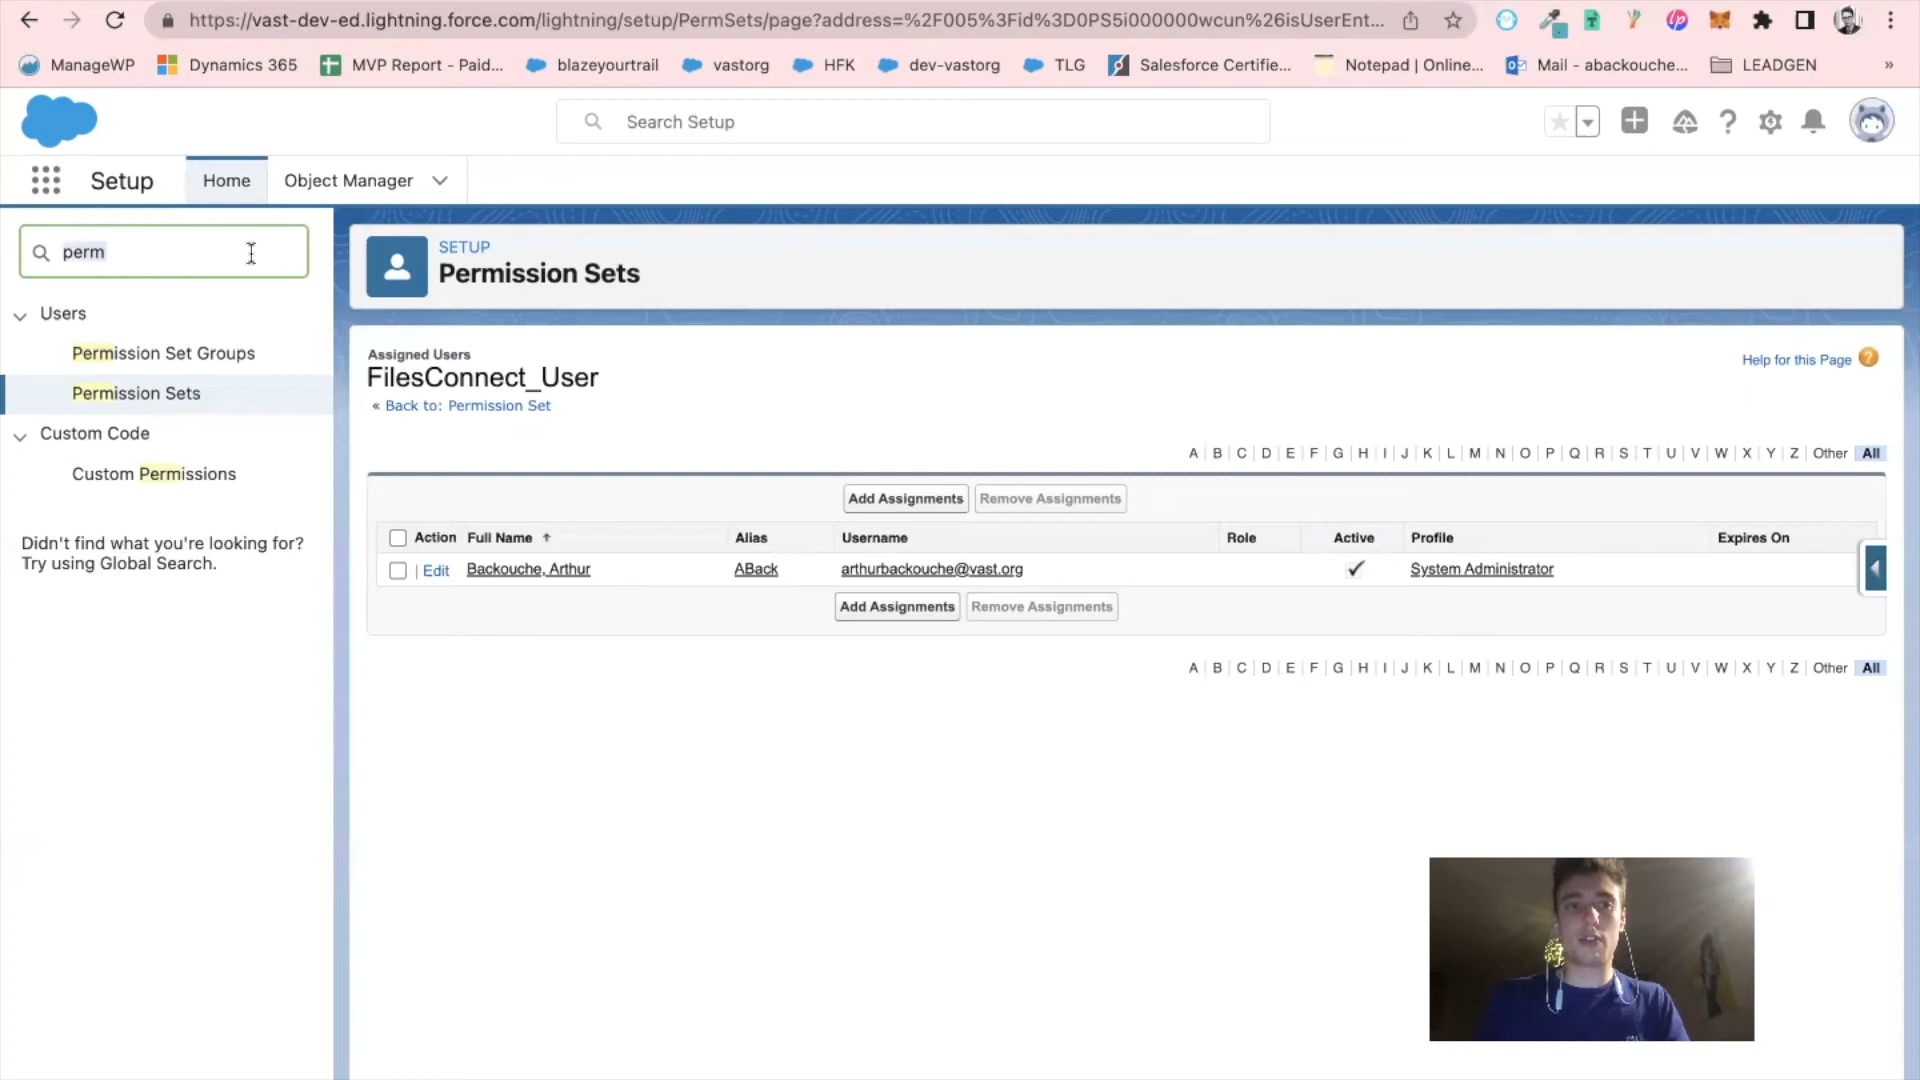 https://vast-dev-ed.lightning.force.com/lightning/setup/PermSets/page?address=%2F005%3Fid%3D0PS5i000000wcun%26isUserEnt...
ManageWP Dynamics 365 MVP Report - Paid... blazeyourtrail vastorg HFK dev-vastorg TLG Salesforce Certifie... Notepad | Online... Mail - abackouche... LEADGEN »
Search Setup
Setup Home Object Manager
perm
Users
Permission Set Groups
Permission Sets
Custom Code
Custom Permissions
Didn't find what you're looking for?
Try using Global Search.
SETUP
Permission Sets
Assigned Users
FilesConnect_User
« Back to: Permission Set
Help for this Page ?
A | B | C | D | E | F | G | H | I | J | K | L | M | N | O | P | Q | R | S | T | U | V | W | X | Y | Z | Other All
Add Assignments Remove Assignments
Action Full Name ↑ Alias Username Role Active Profile Expires On
| Edit Backouche, Arthur ABack arthurbackouche@vast.org ✓ System Administrator
Add Assignments Remove Assignments
A | B | C | D | E | F | G | H | I | J | K | L | M | N | O | P | Q | R | S | T | U | V | W | X | Y | Z | Other All